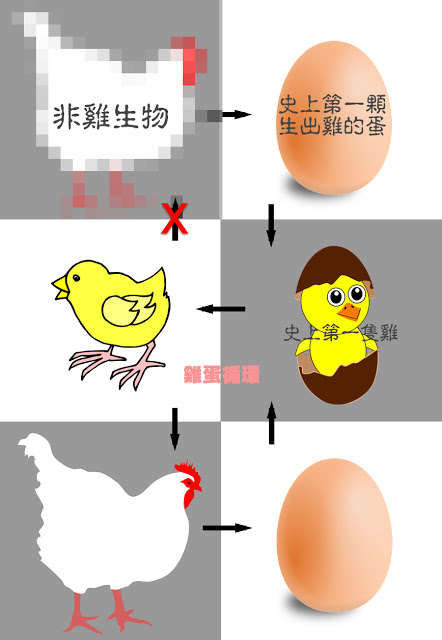 非雞生物
史上第一顆
生出雞的蛋
X
史上第一隻雞
雞蛋循環